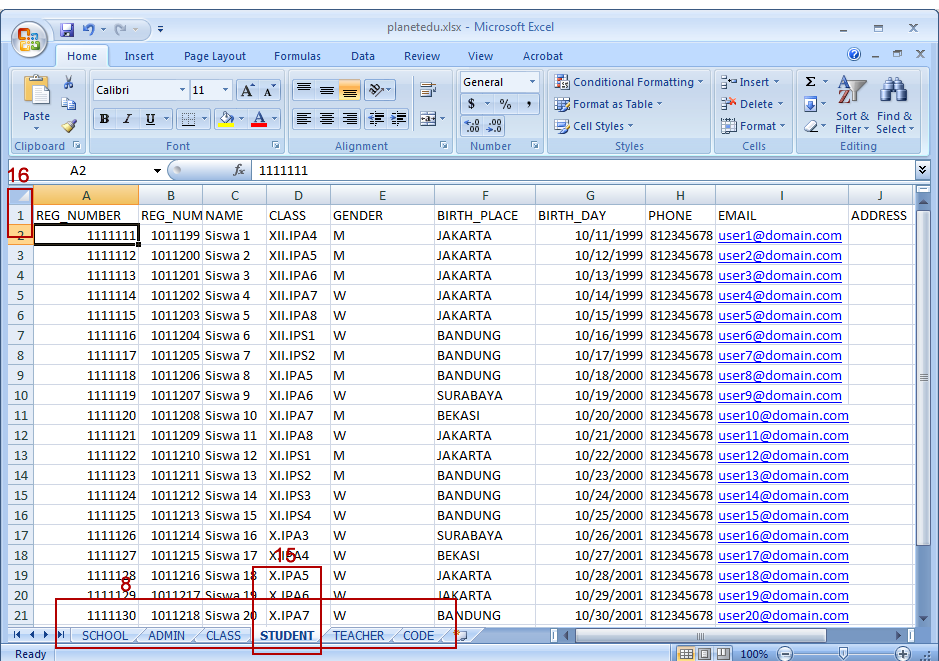 planetedu.xlsx - Microsoft Excel
Home Insert Page Layout Formulas Data Review View Acrobat
Calibri 11 A A General Conditional Formatting Insert Σ
Paste B I U A $ % , Format as Table Delete Sort & Find &
Cell Styles Format Filter Select
Clipboard Font Alignment Number Styles Cells Editing
16 A2 fx 1111111
A B C D E F G H I J
1 REG_NUMBER REG_NUM NAME CLASS GENDER BIRTH_PLACE BIRTH_DAY PHONE EMAIL ADDRESS
2 1111111 1011199 Siswa 1 XII.IPA4 M JAKARTA 10/11/1999 812345678 user1@domain.com
3 1111112 1011200 Siswa 2 XII.IPA5 M JAKARTA 10/12/1999 812345678 user2@domain.com
4 1111113 1011201 Siswa 3 XII.IPA6 M JAKARTA 10/13/1999 812345678 user3@domain.com
5 1111114 1011202 Siswa 4 XII.IPA7 W JAKARTA 10/14/1999 812345678 user4@domain.com
6 1111115 1011203 Siswa 5 XII.IPA8 W JAKARTA 10/15/1999 812345678 user5@domain.com
7 1111116 1011204 Siswa 6 XII.IPS1 W BANDUNG 10/16/1999 812345678 user6@domain.com
8 1111117 1011205 Siswa 7 XII.IPS2 M BANDUNG 10/17/1999 812345678 user7@domain.com
9 1111118 1011206 Siswa 8 XI.IPA5 M BANDUNG 10/18/2000 812345678 user8@domain.com
10 1111119 1011207 Siswa 9 XI.IPA6 W SURABAYA 10/19/2000 812345678 user9@domain.com
11 1111120 1011208 Siswa 10 XI.IPA7 M BEKASI 10/20/2000 812345678 user10@domain.com
12 1111121 1011209 Siswa 11 XI.IPA8 W JAKARTA 10/21/2000 812345678 user11@domain.com
13 1111122 1011210 Siswa 12 XI.IPS1 M JAKARTA 10/22/2000 812345678 user12@domain.com
14 1111123 1011211 Siswa 13 XI.IPS2 M BANDUNG 10/23/2000 812345678 user13@domain.com
15 1111124 1011212 Siswa 14 XI.IPS3 W BANDUNG 10/24/2000 812345678 user14@domain.com
16 1111125 1011213 Siswa 15 XI.IPS4 W BANDUNG 10/25/2000 812345678 user15@domain.com
17 1111126 1011214 Siswa 16 X.IPA3 W SURABAYA 10/26/2001 812345678 user16@domain.com
18 1111127 1011215 Siswa 17 X.IPA4 W BEKASI 10/27/2001 812345678 user17@domain.com
15
19 1111128 1011216 Siswa 18 X.IPA5 W JAKARTA 10/28/2001 812345678 user18@domain.com
8
20 1111129 1011217 Siswa 19 X.IPA6 W JAKARTA 10/29/2001 812345678 user19@domain.com
21 1111130 1011218 Siswa 20 X.IPA7 W BANDUNG 10/30/2001 812345678 user20@domain.com
SCHOOL ADMIN CLASS STUDENT TEACHER CODE
Ready 100%